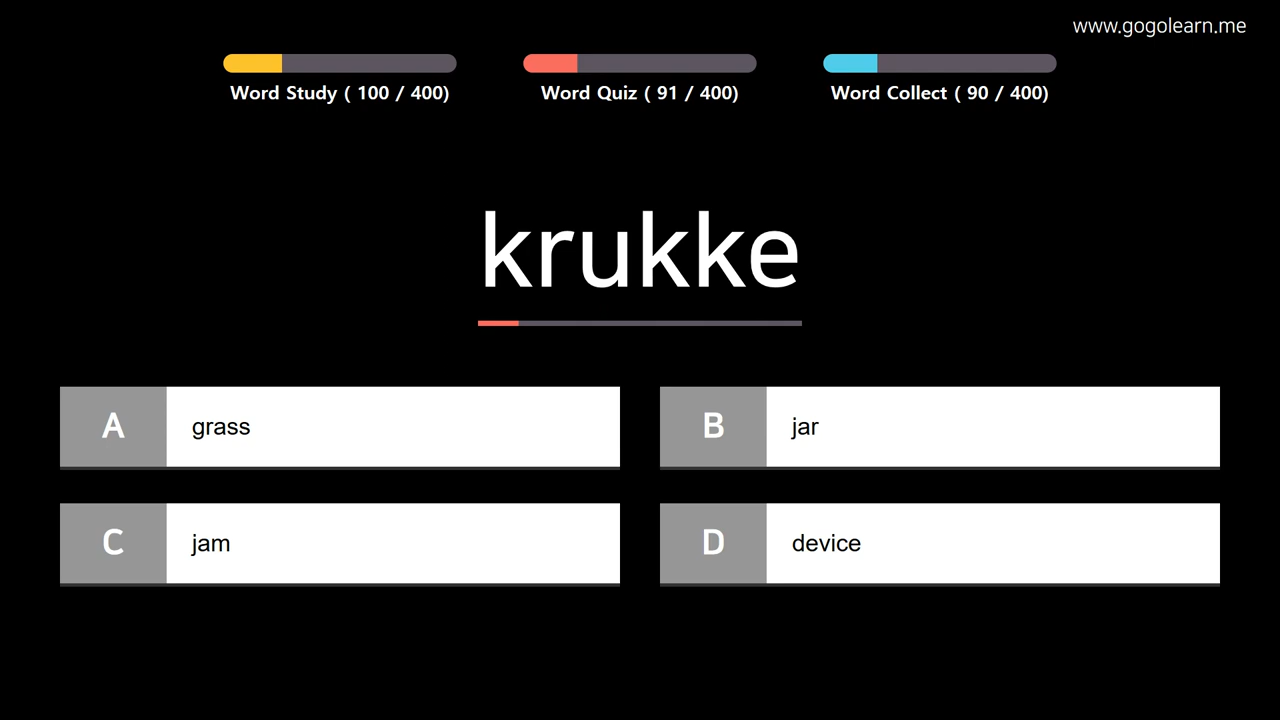 www.gogolearn.me
Word Study ( 100 / 400)
Word Quiz ( 91 / 400)
Word Collect ( 90 / 400)
krukke
A grass
B jar
C jam
D device